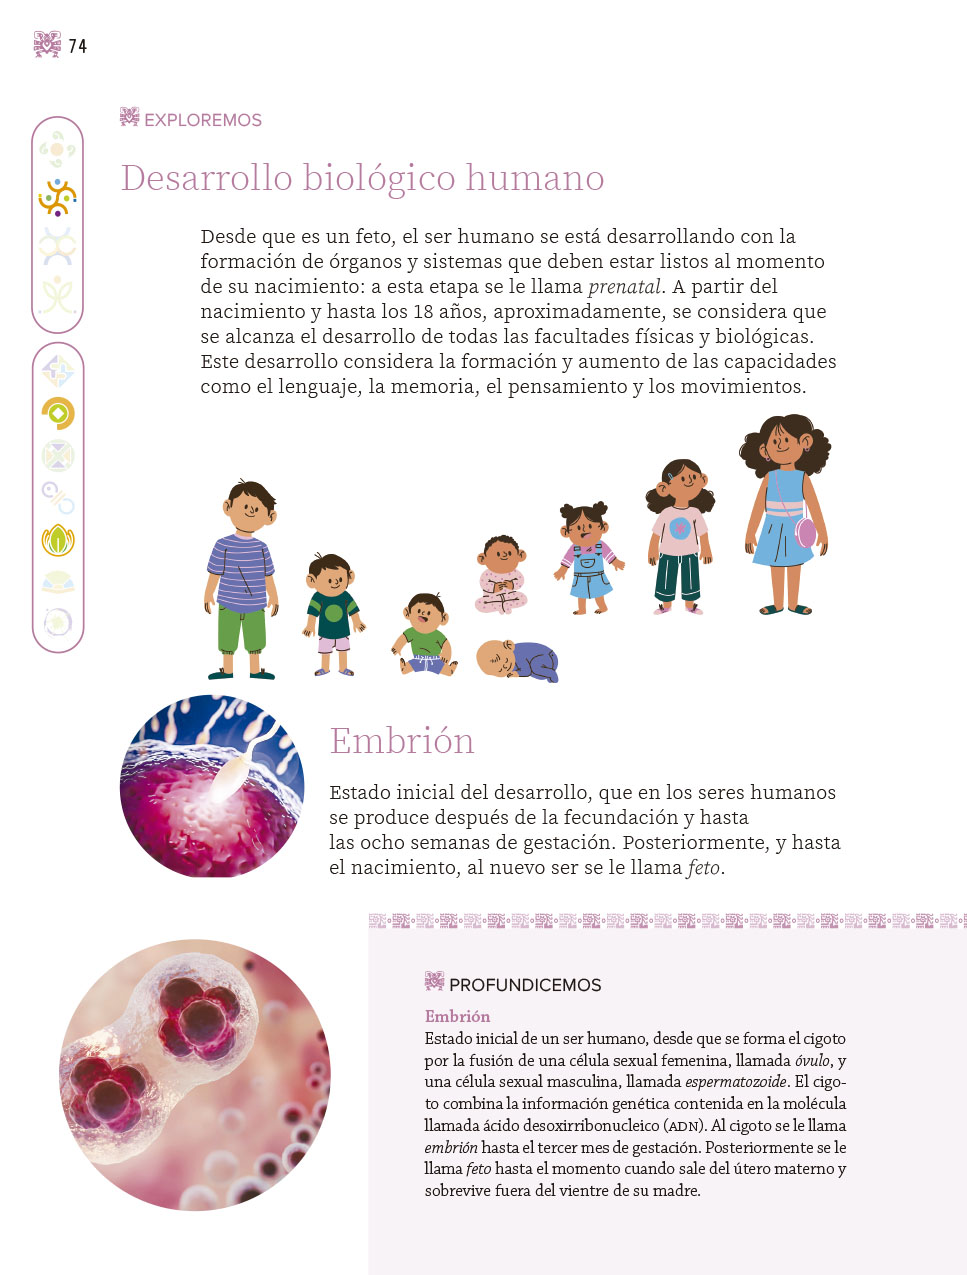 74
EXPLOREMOS
Desarrollo biológico humano
Desde que es un feto, el ser humano se está desarrollando con la
formación de órganos y sistemas que deben estar listos al momento
de su nacimiento: a esta etapa se le llama prenatal. A partir del
nacimiento y hasta los 18 años, aproximadamente, se considera que
se alcanza el desarrollo de todas las facultades físicas y biológicas.
Este desarrollo considera la formación y aumento de las capacidades
como el lenguaje, la memoria, el pensamiento y los movimientos.
Embrión
Estado inicial del desarrollo, que en los seres humanos
se produce después de la fecundación y hasta
las ocho semanas de gestación. Posteriormente, y hasta
el nacimiento, al nuevo ser se le llama feto.
PROFUNDICEMOS
Embrión
Estado inicial de un ser humano, desde que se forma el cigoto
por la fusión de una célula sexual femenina, llamada óvulo, y
una célula sexual masculina, llamada espermatozoide. El cigo-
to combina la información genética contenida en la molécula
llamada ácido desoxirribonucleico (ADN). Al cigoto se le llama
embrión hasta el tercer mes de gestación. Posteriormente se le
llama feto hasta el momento cuando sale del útero materno y
sobrevive fuera del vientre de su madre.